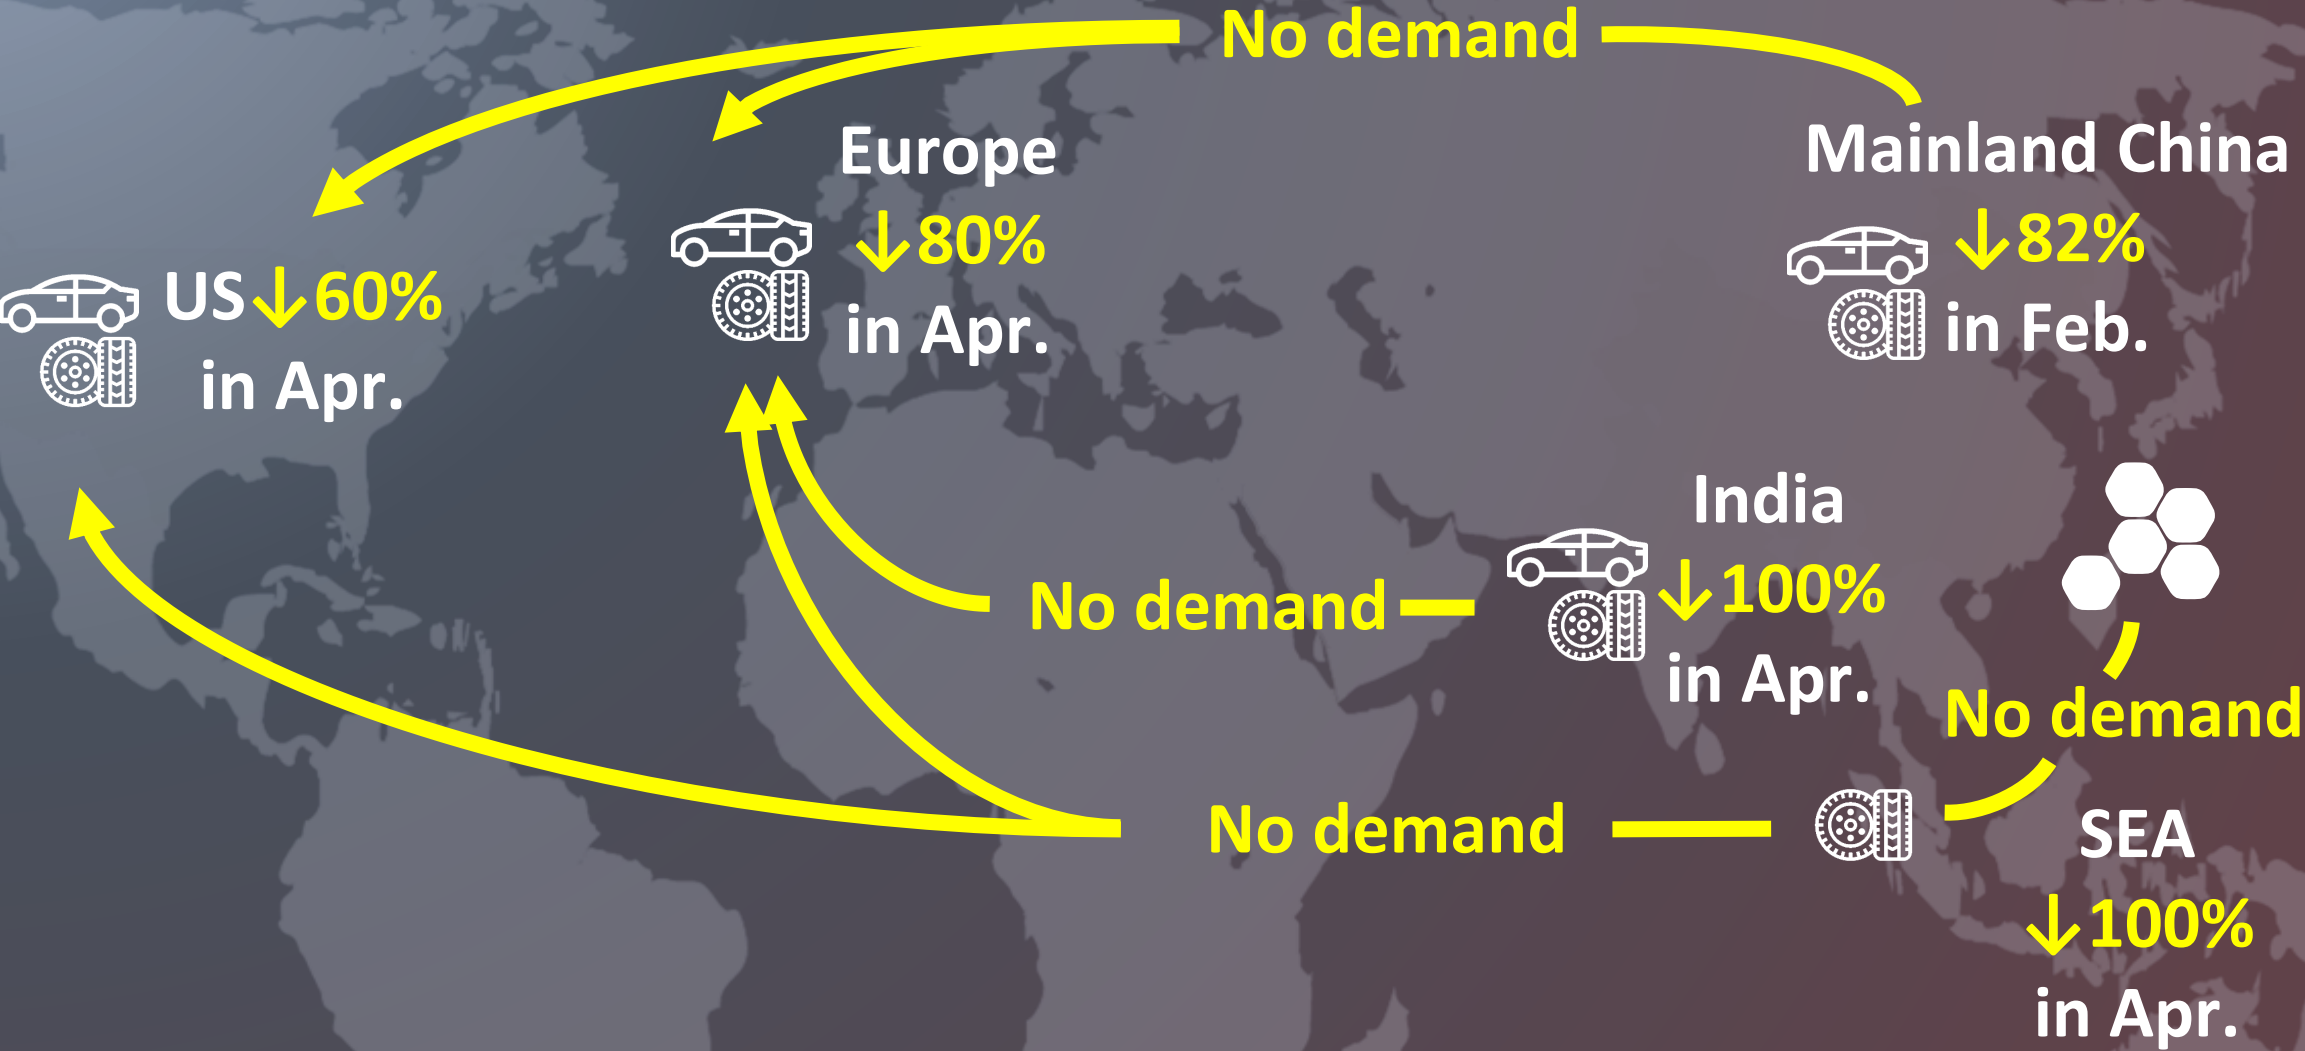 No demand
Europe
↓80%
in Apr.
Mainland China
↓82%
in Feb.
US↓60%
in Apr.
India
↓100%
in Apr.
No demand
No demand
No demand
SEA
↓100%
in Apr.